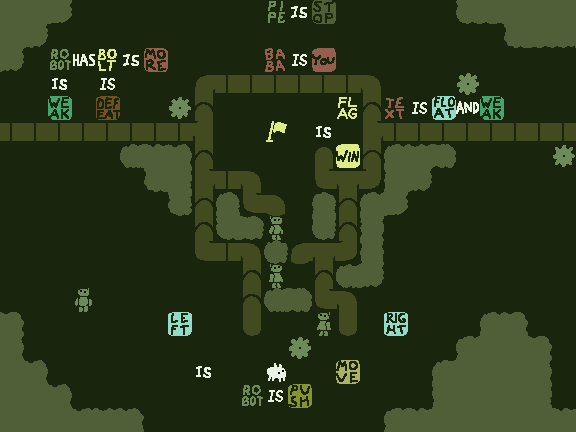 PIPE IS STOP
ROBOT HAS BOLT IS MORE
BABA IS YOU
IS IS
WEAK DEFEAT
FLAG
TEXT IS FLOAT AND WEAK
IS
WIN
LEFT
RIGHT
IS
MOVE
ROBOT IS PUSH